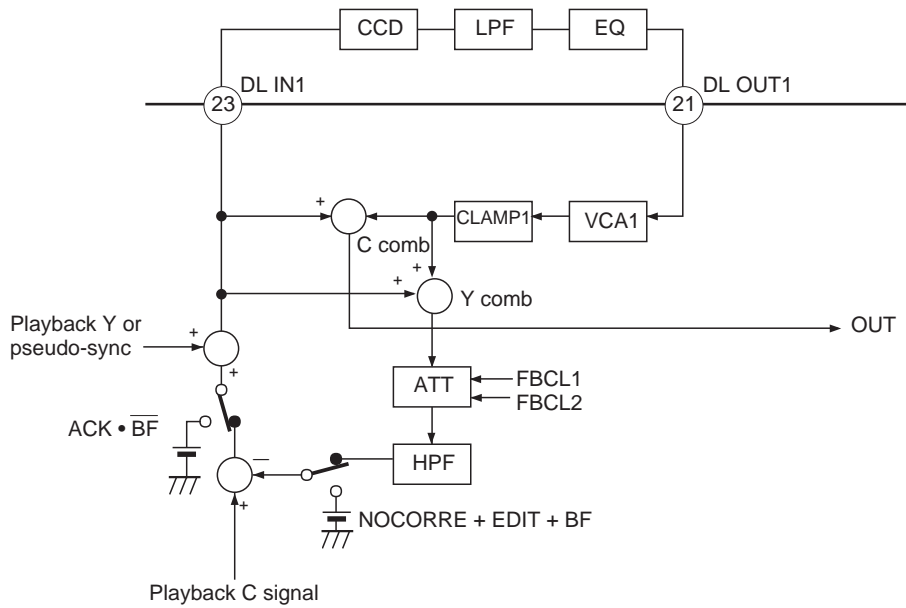 CCD
LPF
EQ
DL IN1
DL OUT1
23
21
+
CLAMP1
VCA1
C comb
+
+
Y comb
Playback Y or
pseudo-sync
+
OUT
+
ATT
FBCL1
FBCL2
ACK • B̅F̅
−
HPF
+
NOCORRE + EDIT + BF
Playback C signal